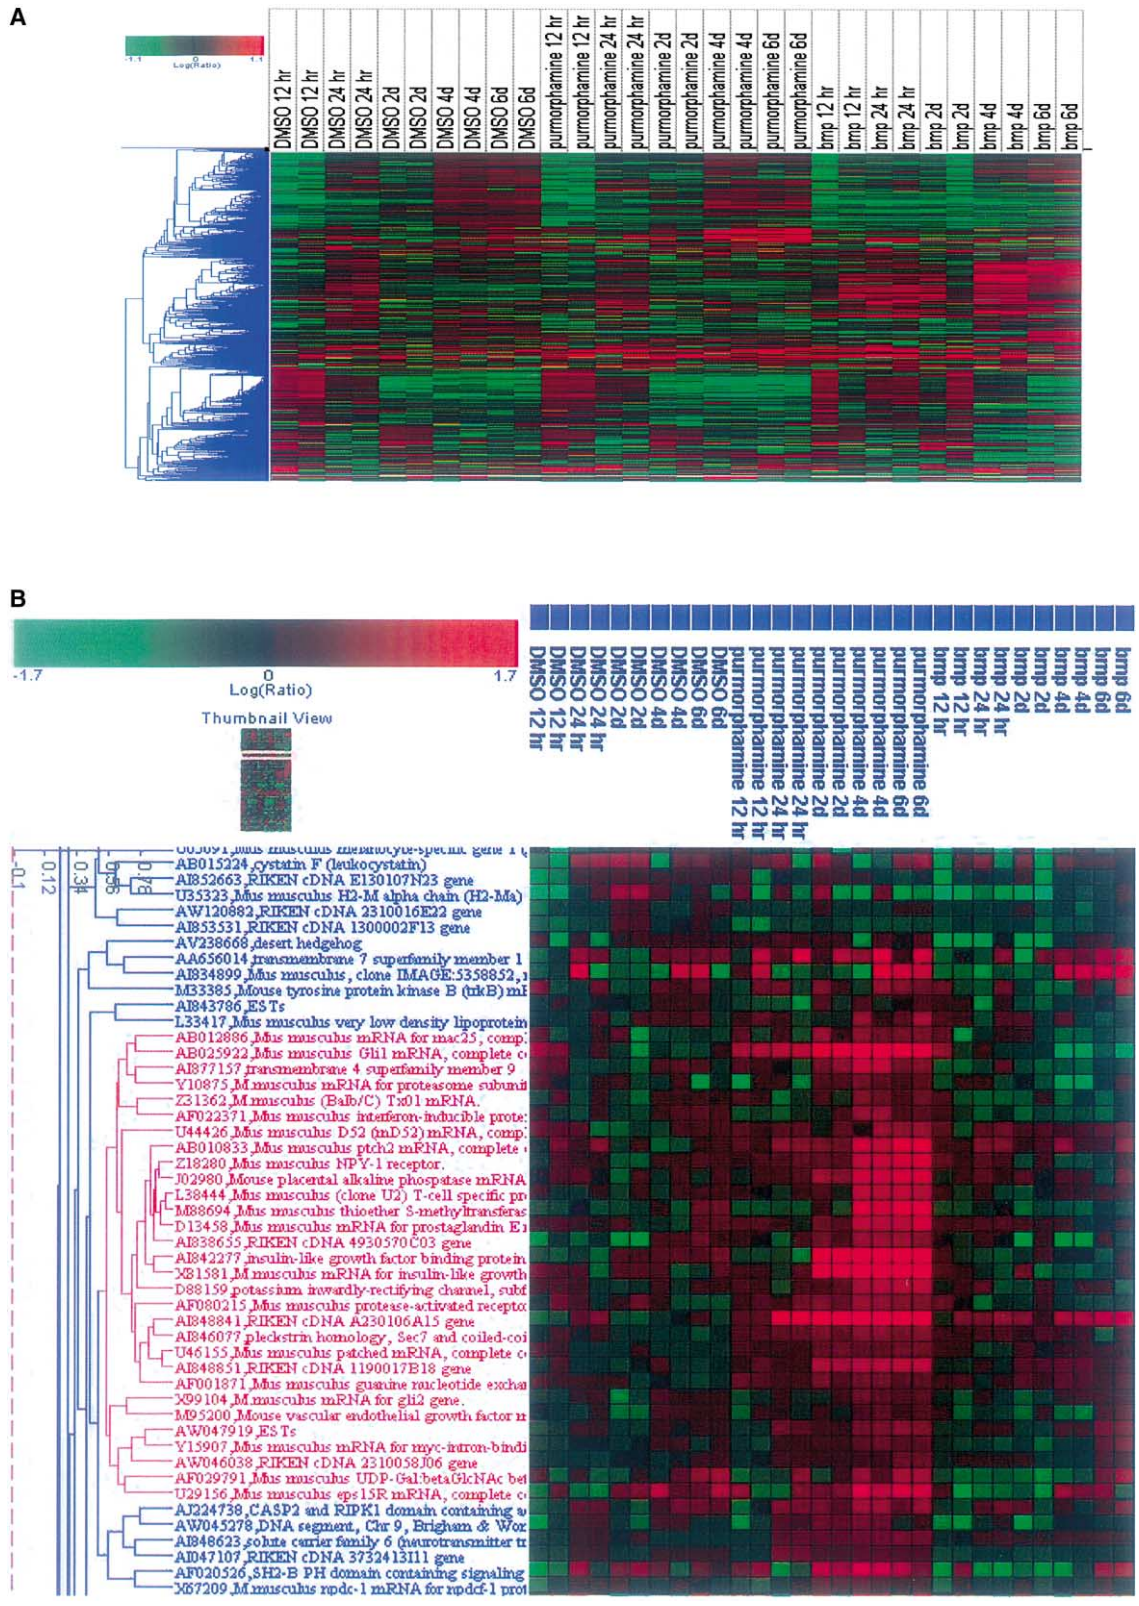 A
-1.1 0 1.1
Log(Ratio)
DMSO 12 hr
DMSO 12 hr
DMSO 24 hr
DMSO 24 hr
DMSO 2d
DMSO 2d
DMSO 4d
DMSO 4d
DMSO 6d
DMSO 6d
purmorphamine 12 hr
purmorphamine 12 hr
purmorphamine 24 hr
purmorphamine 24 hr
purmorphamine 2d
purmorphamine 2d
purmorphamine 4d
purmorphamine 4d
purmorphamine 6d
purmorphamine 6d
bmp 12 hr
bmp 12 hr
bmp 24 hr
bmp 24 hr
bmp 2d
bmp 2d
bmp 4d
bmp 4d
bmp 6d
bmp 6d
B
-1.7 0 1.7
Log(Ratio)
Thumbnail View
DMSO 12 hr
DMSO 12 hr
DMSO 24 hr
DMSO 24 hr
DMSO 2d
DMSO 2d
DMSO 4d
DMSO 4d
DMSO 6d
DMSO 6d
purmorphamine 12 hr
purmorphamine 12 hr
purmorphamine 24 hr
purmorphamine 24 hr
purmorphamine 2d
purmorphamine 2d
purmorphamine 4d
purmorphamine 4d
purmorphamine 6d
purmorphamine 6d
bmp 12 hr
bmp 12 hr
bmp 24 hr
bmp 24 hr
bmp 2d
bmp 2d
bmp 4d
bmp 4d
bmp 6d
bmp 6d
-0.1
0.12
0.34
0.56
0.78
Mus musculus melanocyte-specific gene 1
AB015224,cystatin F (leukocystatin)
AI852663,RIKEN cDNA E130107N23 gene
U35323,Mus musculus H2-M alpha chain (H2-Ma)
AW120882,RIKEN cDNA 2310016E22 gene
AI853531,RIKEN cDNA 1300002F13 gene
AV238668,desert hedgehog
AA656014,transmembrane 7 superfamily member 1
AI834899,Mus musculus, clone IMAGE:5358852,
M33385,Mouse tyrosine protein kinase B (trkB)
AI843786,ESTs
L33417,Mus musculus very low density lipoprotein
AB012886,Mus musculus mRNA for mac25, comp
AB025922,Mus musculus Gli1 mRNA, complete
AI877157,transmembrane 4 superfamily member 9
Y10875,M.musculus mRNA for proteasome subunit
Z31362,M.musculus (Balb/C) Tx01 mRNA.
AF022371,Mus musculus interferon-inducible prote
U44426,Mus musculus D52 (mD52) mRNA, comp
AB010833,Mus musculus ptch2 mRNA, complete
Z18280,Mus musculus NPY-1 receptor.
J02980,Mouse placental alkaline phospatase mRNA
L38444,Mus musculus (clone U2) T-cell specific pr
M88694,Mus musculus thioether S-methyltransferas
D13458,Mus musculus mRNA for prostaglandin E
AI838655,RIKEN cDNA 4930570C03 gene
AI842277,insulin-like growth factor binding protein
X81581,M.musculus mRNA for insulin-like growth
D88159,potassium inwardly-rectifying channel, subf
AF080215,Mus musculus protease-activated recepto
AI848841,RIKEN cDNA A230106A15 gene
AI846077,pleckstrin homology, Sec7 and coiled-coi
U46155,Mus musculus patched mRNA, complete
AI848851,RIKEN cDNA 1190017B18 gene
AF001871,Mus musculus guanine nucleotide excha
X99104,M.musculus mRNA for gli2 gene.
M95200,Mouse vascular endothelial growth factor
AW047919,ESTs
Y15907,Mus musculus mRNA for myc-intron-bindi
AW046038,RIKEN cDNA 2310058J06 gene
AF029791,Mus musculus UDP-Gal:betaGlcNAc bet
U29156,Mus musculus eps15R mRNA, complete
AJ224738,CASP2 and RIPK1 domain containing
AW045278,DNA segment, Chr 9, Brigham & Wo
AI848623,solute carrier family 6 (neurotransmitter tr
AI047107,RIKEN cDNA 3732413I11 gene
AF020526,SH2-B PH domain containing signaling
X67209,M.musculus npdc-1 mRNA for npdcf-1 prot